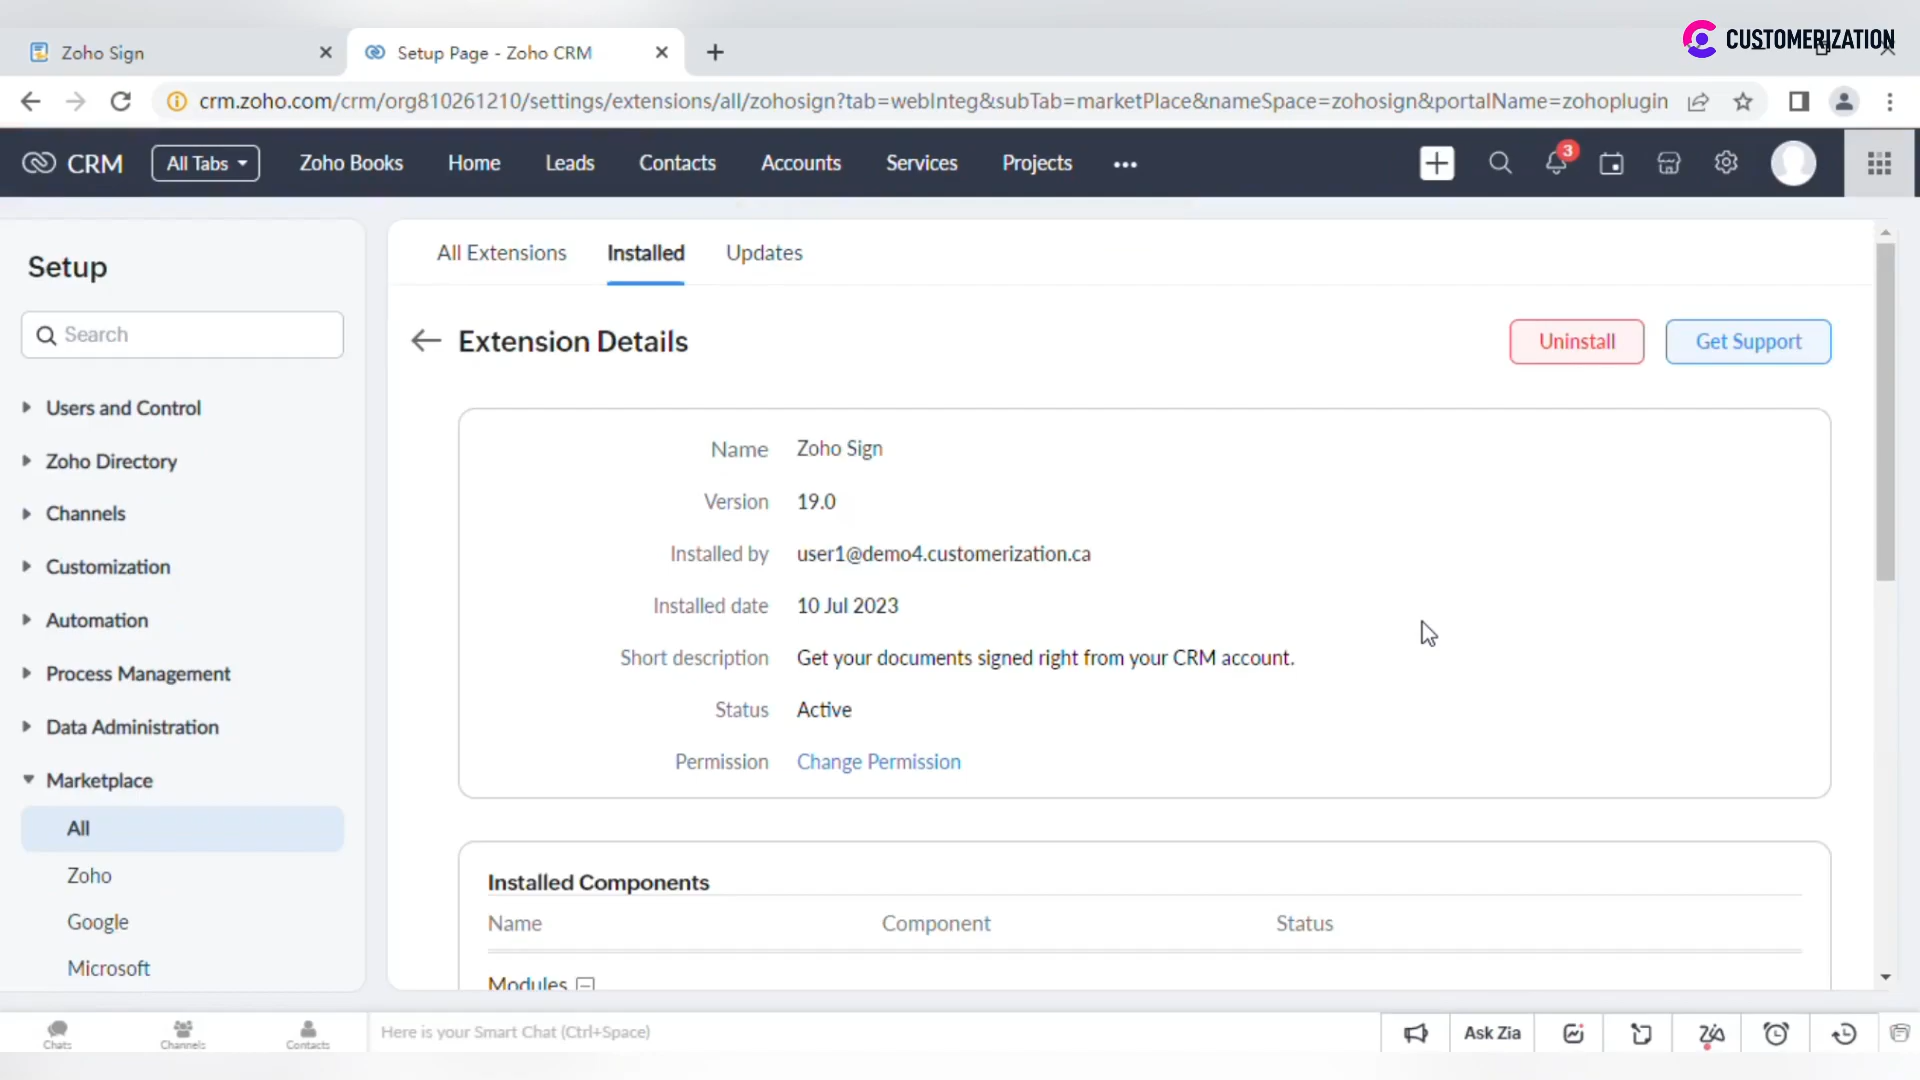 Zoho Sign
Setup Page - Zoho CRM
CUSTOMERIZATION
crm.zoho.com/crm/org810261210/settings/extensions/all/zohosign?tab=webInteg&subTab=marketPlace&nameSpace=zohosign&portalName=zohoplugin
CRM
All Tabs
Zoho Books
Home
Leads
Contacts
Accounts
Services
Projects
3
Setup
Search
Users and Control
Zoho Directory
Channels
Customization
Automation
Process Management
Data Administration
Marketplace
All
Zoho
Google
Microsoft
All Extensions
Installed
Updates
Extension Details
Uninstall
Get Support
Name Zoho Sign
Version 19.0
Installed by user1@demo4.customerization.ca
Installed date 10 Jul 2023
Short description Get your documents signed right from your CRM account.
Status Active
Permission Change Permission
Installed Components
Name Component Status
Modules
Chats
Channels
Contacts
Here is your Smart Chat (Ctrl+Space)
Ask Zia